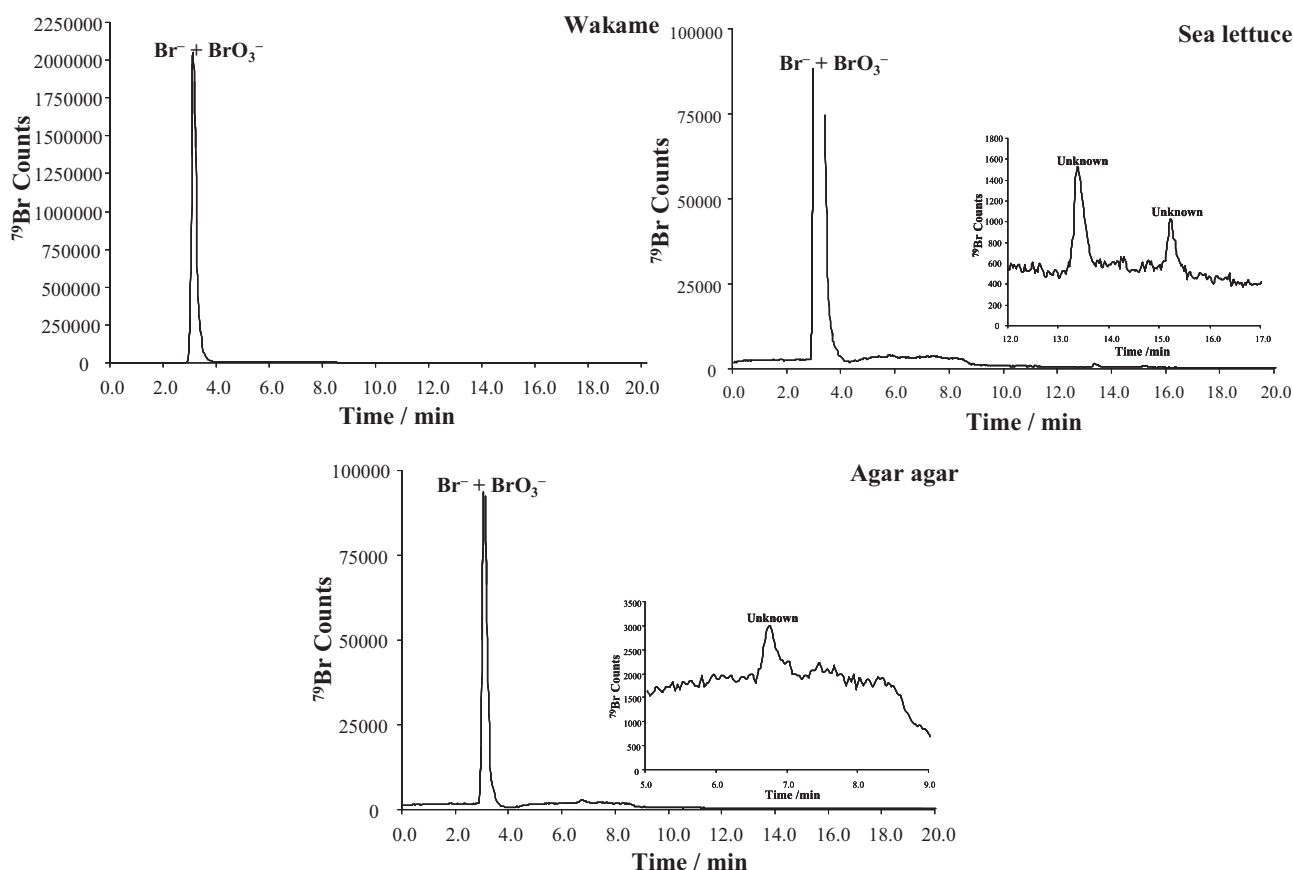 Wakame
2250000
2000000
1750000
1500000
1250000
1000000
750000
500000
250000
0
⁷⁹Br Counts
Br⁻ + BrO₃⁻
0.0 2.0 4.0 6.0 8.0 10.0 12.0 14.0 16.0 18.0 20.0
Time / min
Sea lettuce
100000
75000
50000
25000
0
⁷⁹Br Counts
Br⁻ + BrO₃⁻
0.0 2.0 4.0 6.0 8.0 10.0 12.0 14.0 16.0 18.0 20.0
Time / min
1800
1600
1400
1200
1000
800
600
400
200
0
⁷⁹Br Counts
Unknown
Unknown
12.0 13.0 14.0 15.0 16.0 17.0
Time /min
Agar agar
100000
75000
50000
25000
0
⁷⁹Br Counts
Br⁻ + BrO₃⁻
0.0 2.0 4.0 6.0 8.0 10.0 12.0 14.0 16.0 18.0 20.0
Time / min
3500
3000
2500
2000
1500
1000
500
0
⁷⁹Br Counts
Unknown
5.0 6.0 7.0 8.0 9.0
Time /min